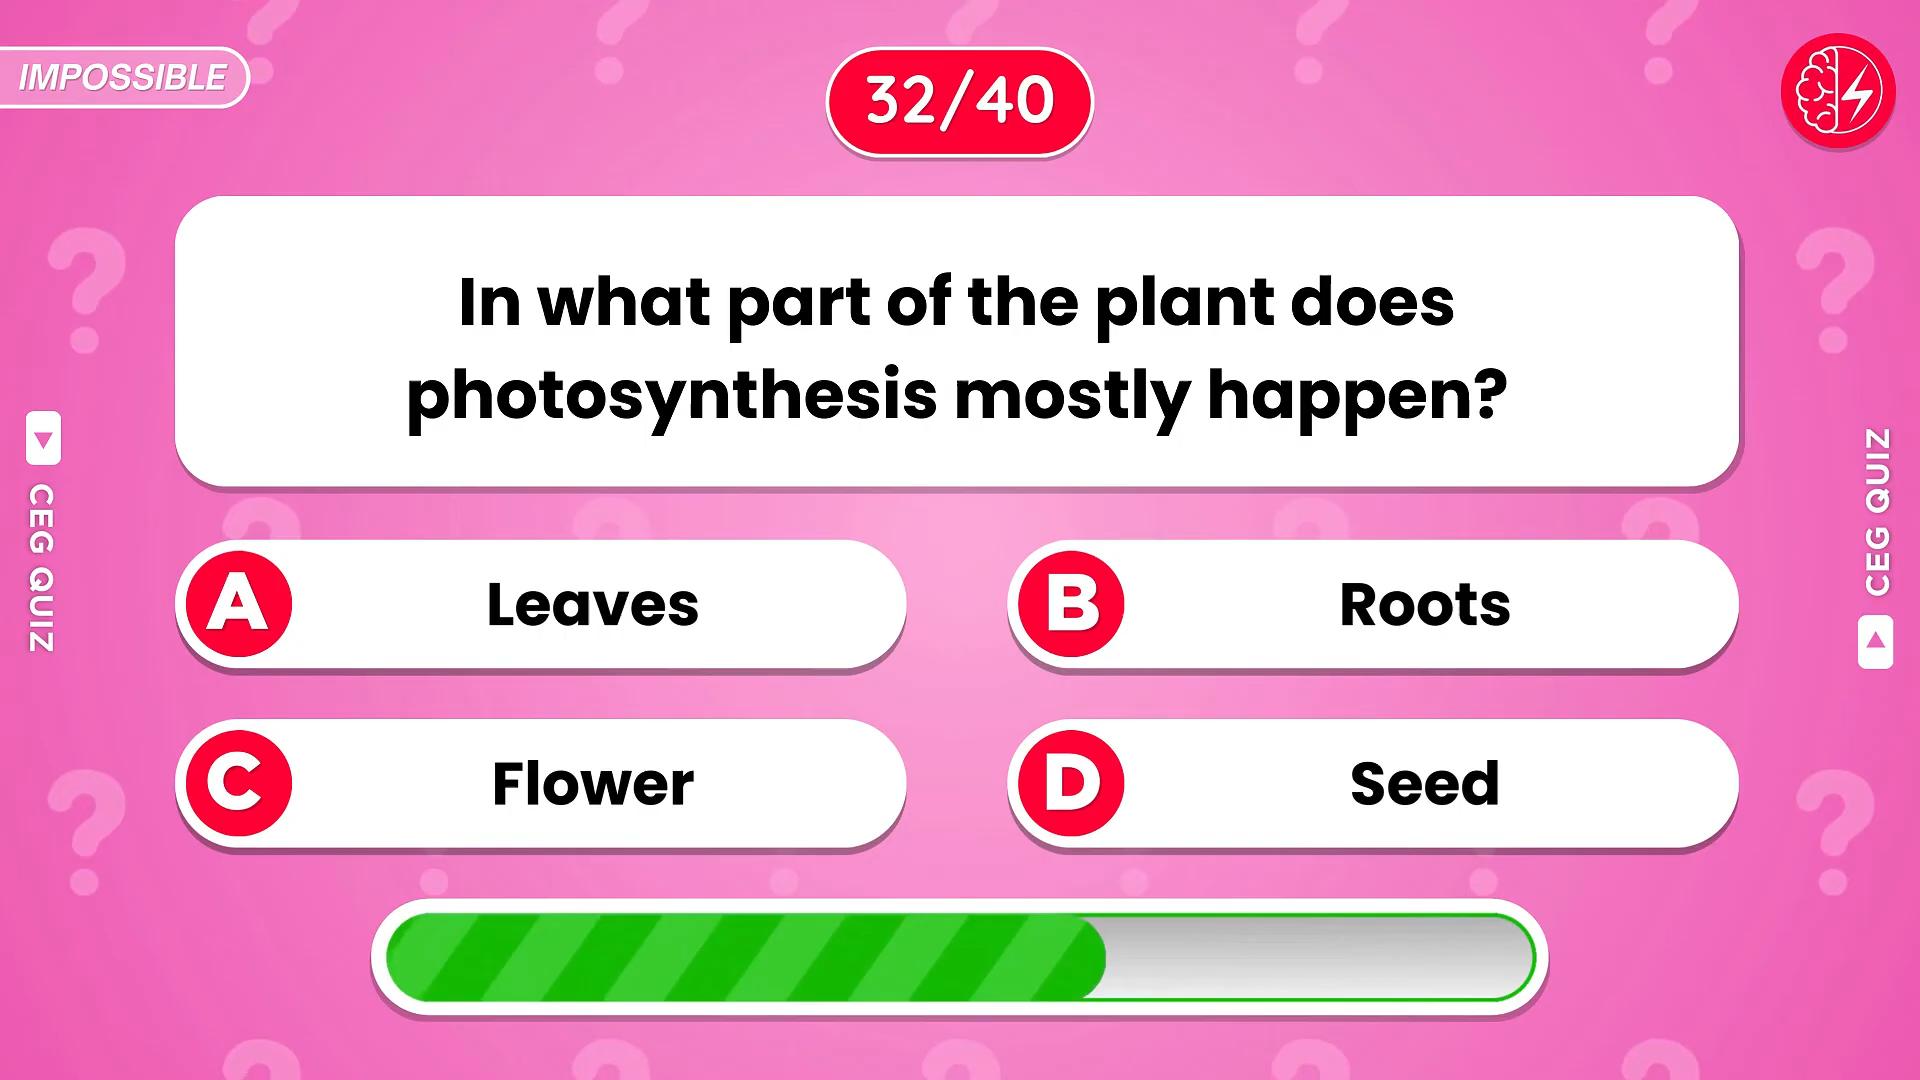 IMPOSSIBLE
32/40
In what part of the plant does
photosynthesis mostly happen?
CEG QUIZ
CEG QUIZ
A Leaves
B Roots
C Flower
D Seed